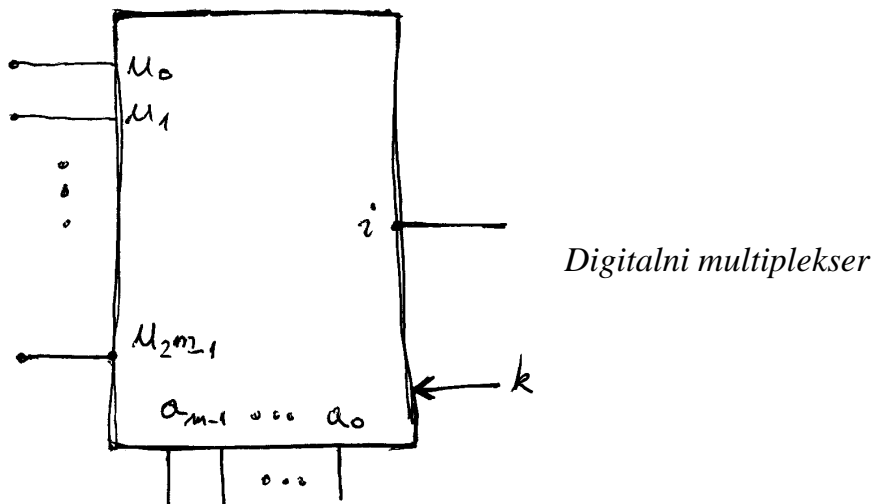 u₀
u₁
i
Digitalni multiplekser
u₂ᵐ₋₁
k
aₘ₋₁ ... a₀